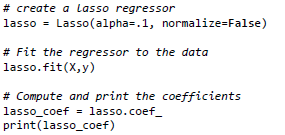 # create a lasso regressor
lasso = Lasso(alpha=.1, normalize=False)
# Fit the regressor to the data
lasso.fit(X,y)
# Compute and print the coefficients
lasso_coef = lasso.coef_
print(lasso_coef)